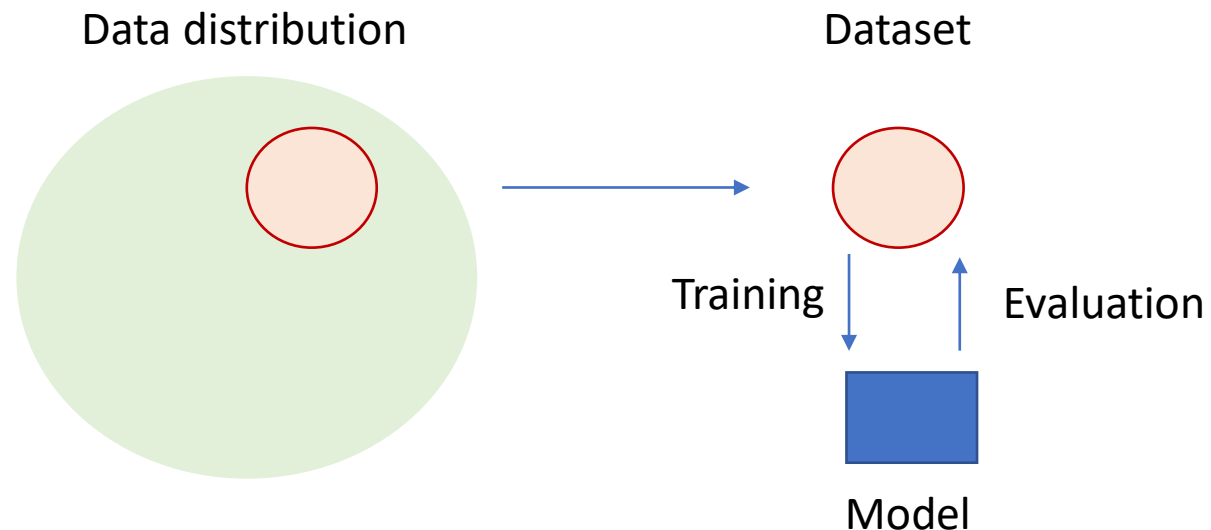 Data distribution
Dataset
Training
Evaluation
Model